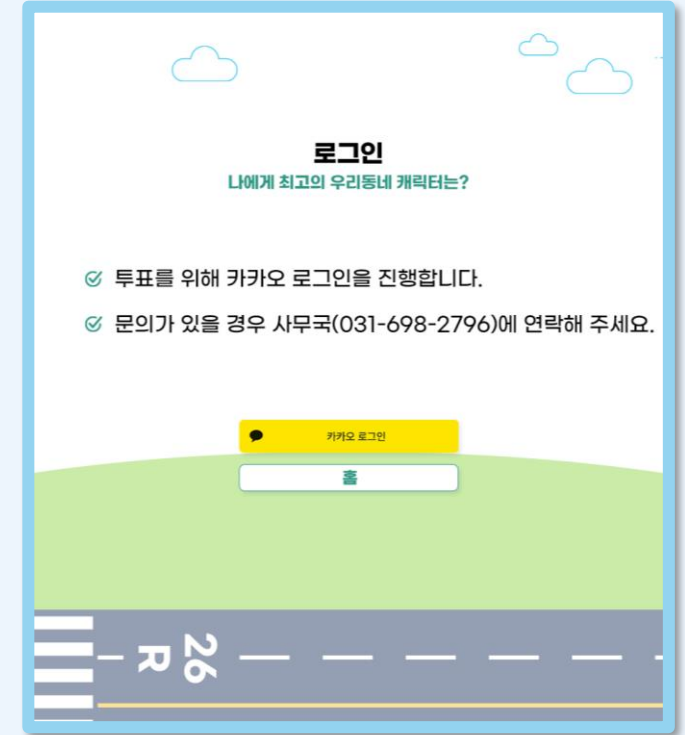 로그인
나에게 최고의 우리동네 캐릭터는?
투표를 위해 카카오 로그인을 진행합니다.
문의가 있을 경우 사무국(031-698-2796)에 연락해 주세요.
카카오 로그인
홈
26
R